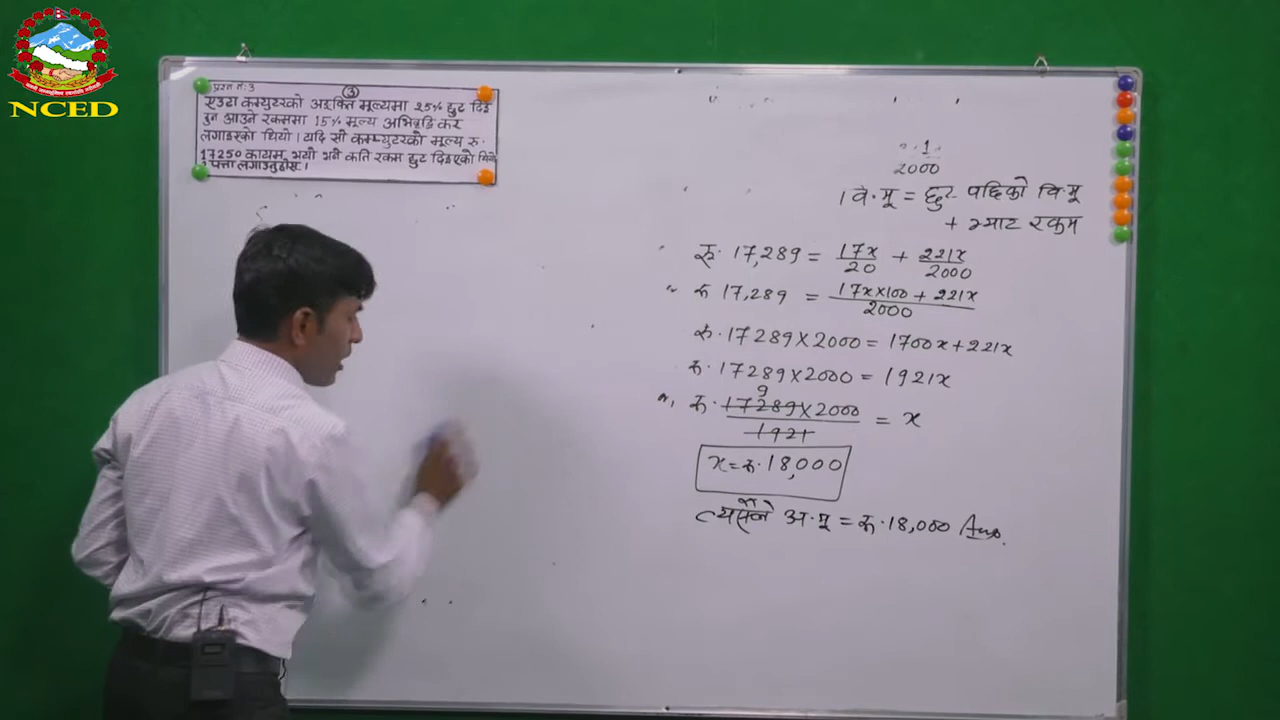 NCED
प्रश्न नं: 3
(3)
एउटा कम्प्युटरको अङ्कित मूल्यमा 25% छुट दिइ
हुन आउने रकममा 15% मूल्य अभिबृद्धि कर
लगाइएको थियो । यदि सो कम्प्युटरको मूल्य रु.
17250 कायम भयो भने कति रकम छुट दिइएको थियो
पत्ता लगाउनुहोस ।
2000
वि.मू = छुट पछिको वि.मू
+ भ्याट रकम
रु. 17,289 = 17x/20 + 221x/2000
रु 17,289 = 17x×100 + 221x/2000
रु. 17289×2000 = 1700x+221x
रु. 17289×2000 = 1921x
9
रु. 17289×2000/1921 = x
x = रु. 18,000
त्यसैले अ.मू = रु. 18,000 Ans.